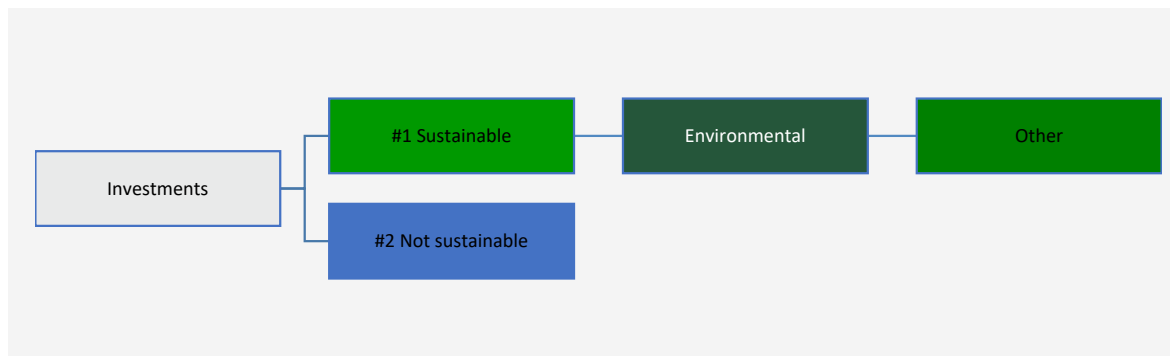 Investments
#1 Sustainable
Environmental
Other
#2 Not sustainable